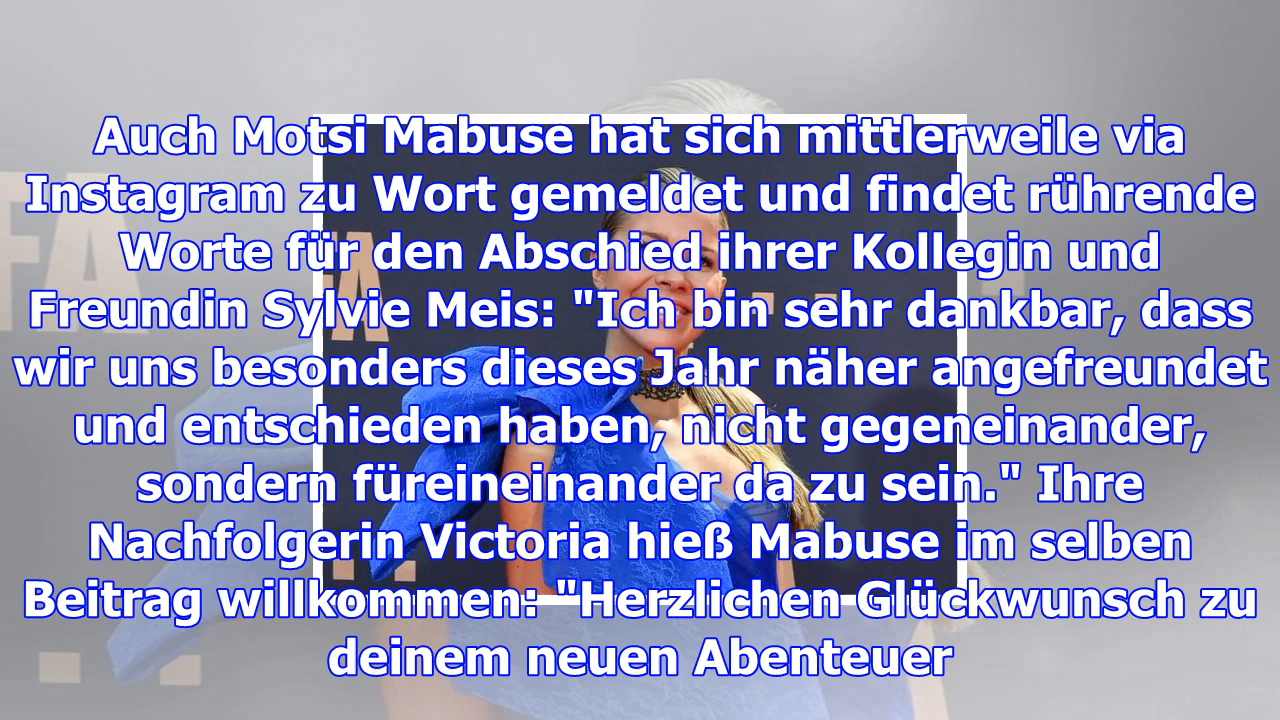 Auch Motsi Mabuse hat sich mittlerweile via
Instagram zu Wort gemeldet und findet rührende
Worte für den Abschied ihrer Kollegin und
Freundin Sylvie Meis: "Ich bin sehr dankbar, dass
wir uns besonders dieses Jahr näher angefreundet
und entschieden haben, nicht gegeneinander,
sondern füreineinander da zu sein." Ihre
Nachfolgerin Victoria hieß Mabuse im selben
Beitrag willkommen: "Herzlichen Glückwunsch zu
deinem neuen Abenteuer